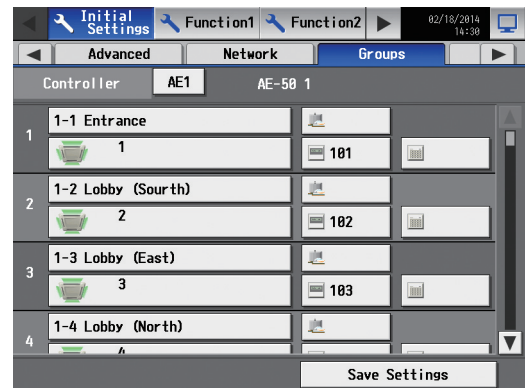 Initial Settings Function1 Function2 02/18/2014 14:30
Advanced Network Groups
Controller AE1 AE-50 1
1 1-1 Entrance
1 101
2 1-2 Lobby (Sourth)
2 102
3 1-3 Lobby (East)
3 103
4 1-4 Lobby (North)
4
Save Settings